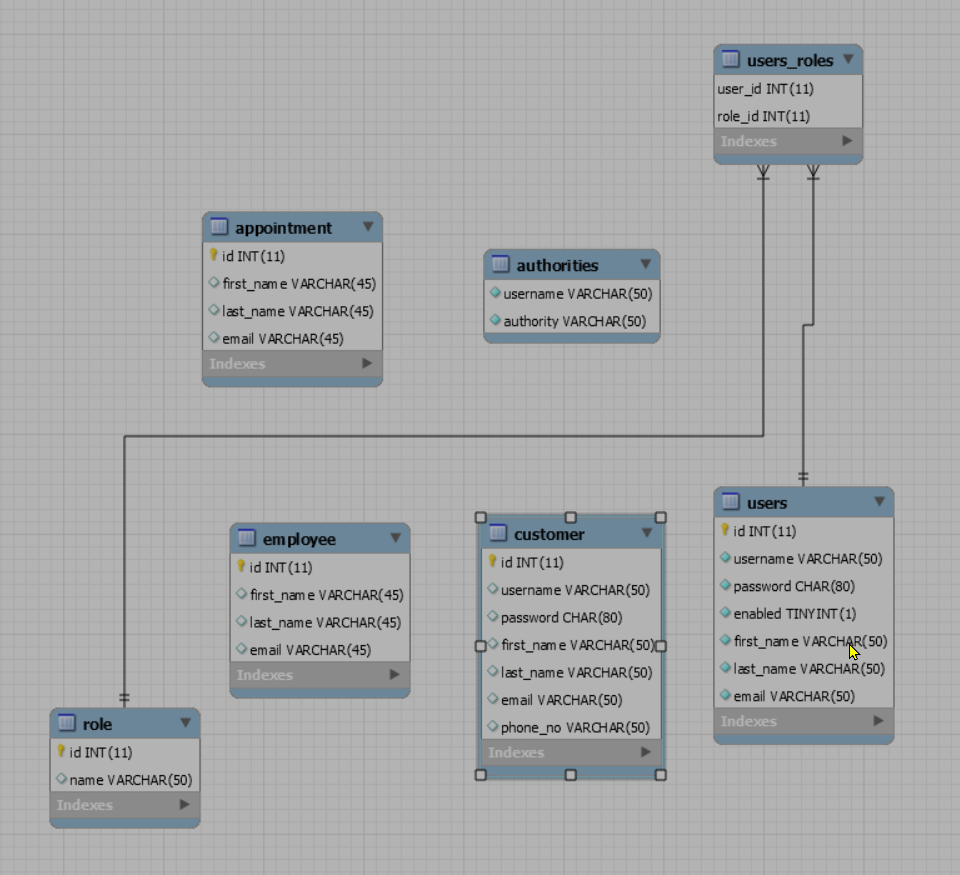 users_roles
user_id INT(11)
role_id INT(11)
Indexes
appointment
id INT(11)
first_name VARCHAR(45)
last_name VARCHAR(45)
email VARCHAR(45)
Indexes
authorities
username VARCHAR(50)
authority VARCHAR(50)
employee
id INT(11)
first_name VARCHAR(45)
last_name VARCHAR(45)
email VARCHAR(45)
Indexes
customer
id INT(11)
username VARCHAR(50)
password CHAR(80)
first_name VARCHAR(50)
last_name VARCHAR(50)
email VARCHAR(50)
phone_no VARCHAR(50)
Indexes
users
id INT(11)
username VARCHAR(50)
password CHAR(80)
enabled TINYINT(1)
first_name VARCHAR(50)
last_name VARCHAR(50)
email VARCHAR(50)
Indexes
role
id INT(11)
name VARCHAR(50)
Indexes